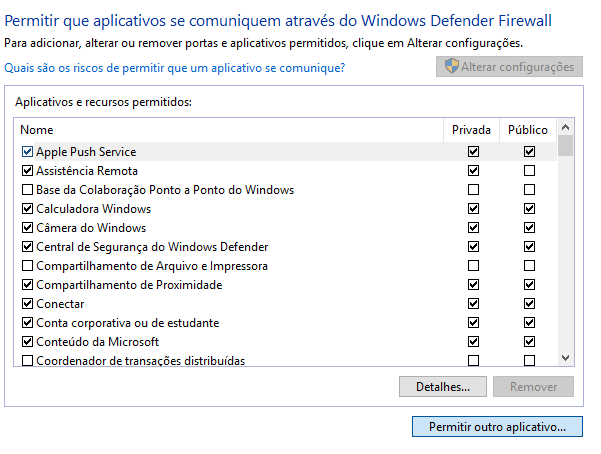 Permitir que aplicativos se comuniquem através do Windows Defender Firewall
Para adicionar, alterar ou remover portas e aplicativos permitidos, clique em Alterar configurações.
Quais são os riscos de permitir que um aplicativo se comunique?
Alterar configurações
Aplicativos e recursos permitidos:
Nome Privada Público
Apple Push Service
Assistência Remota
Base da Colaboração Ponto a Ponto do Windows
Calculadora Windows
Câmera do Windows
Central de Segurança do Windows Defender
Compartilhamento de Arquivo e Impressora
Compartilhamento de Proximidade
Conectar
Conta corporativa ou de estudante
Conteúdo da Microsoft
Coordenador de transações distribuídas
Detalhes... Remover
Permitir outro aplicativo...